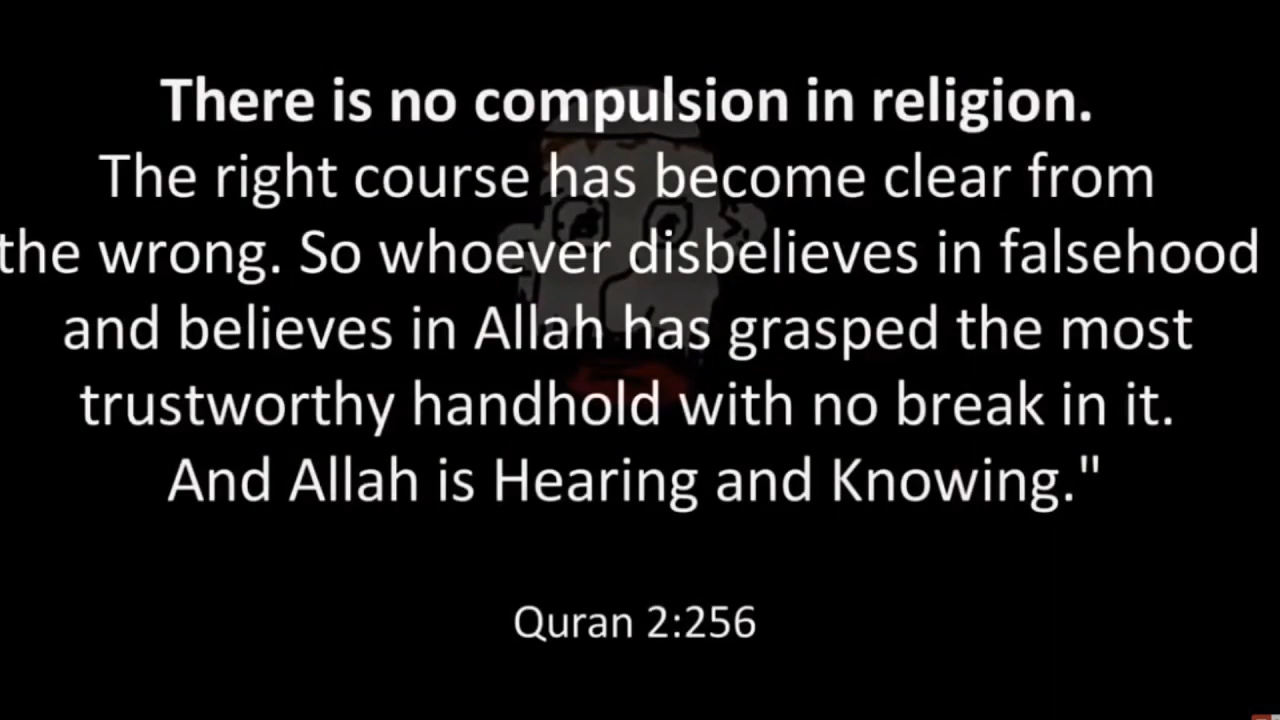 There is no compulsion in religion.
The right course has become clear from
the wrong. So whoever disbelieves in falsehood
and believes in Allah has grasped the most
trustworthy handhold with no break in it.
And Allah is Hearing and Knowing."
Quran 2:256